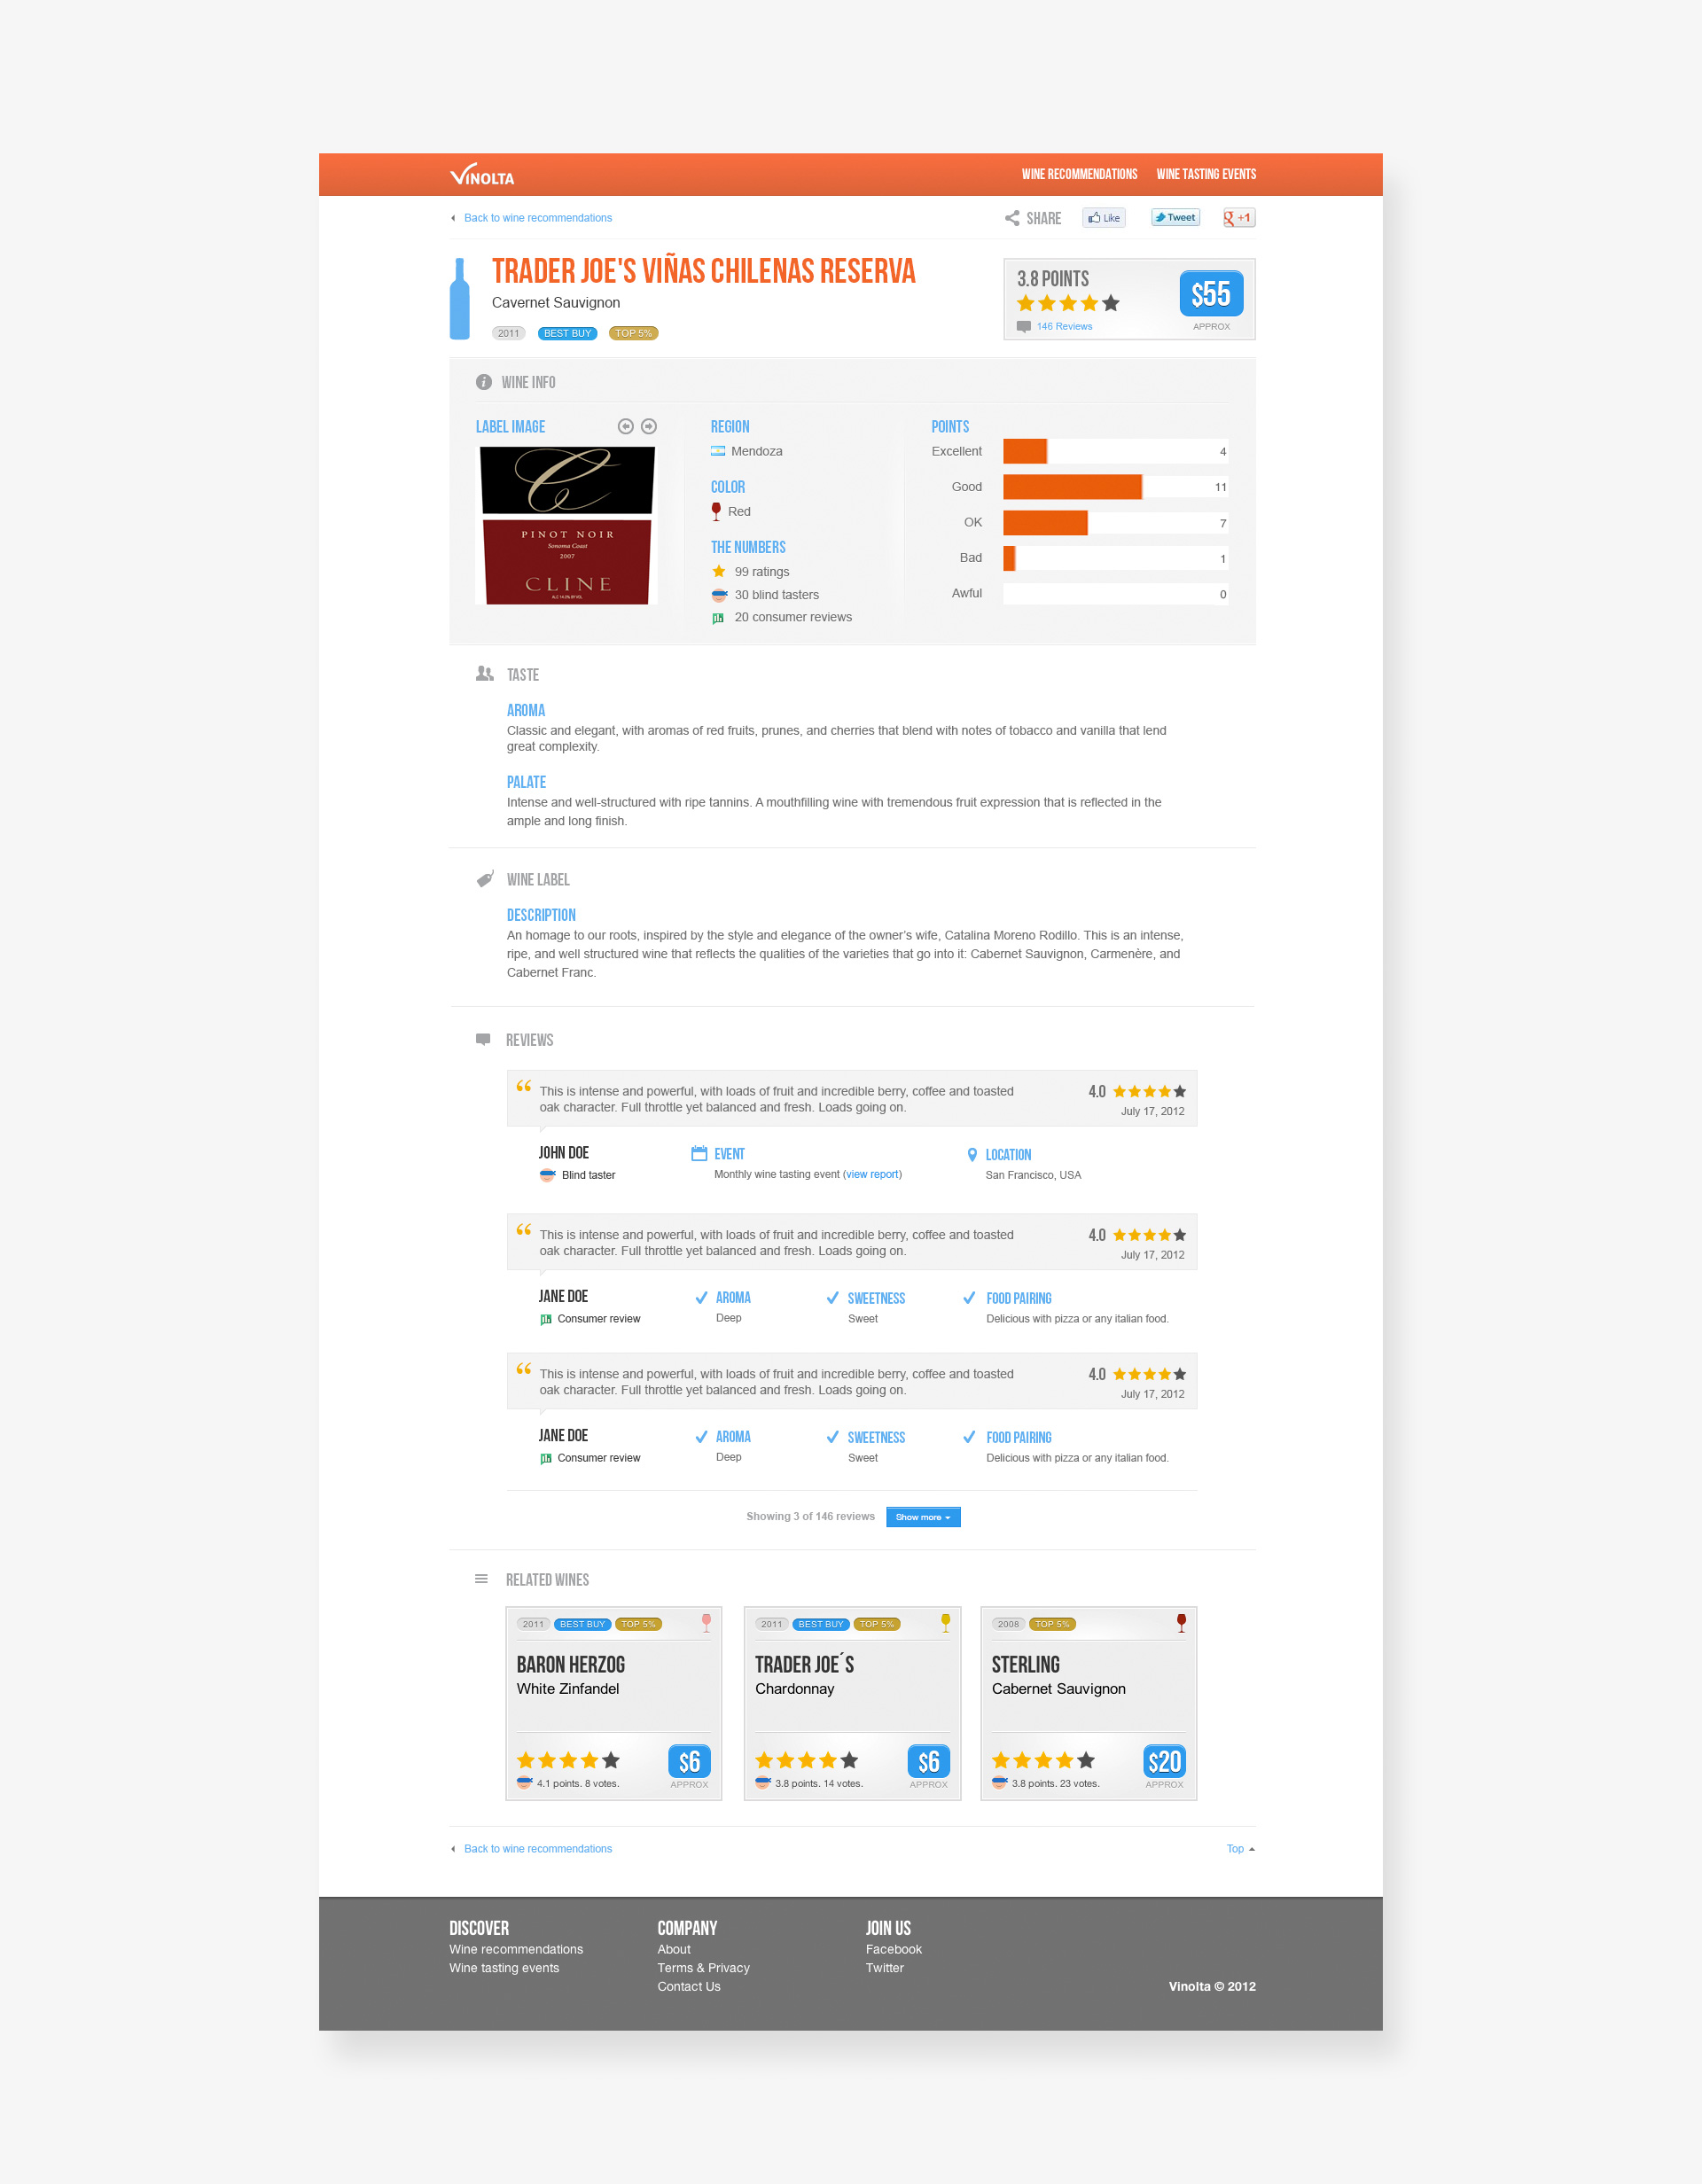 VINOLTA
WINE RECOMMENDATIONS WINE TASTING EVENTS
Back to wine recommendations
SHARE Like Tweet g +1
TRADER JOE'S VIÑAS CHILENAS RESERVA
Cavernet Sauvignon
2011 BEST BUY TOP 5%
3.8 POINTS
146 Reviews
$55
APPROX
WINE INFO
LABEL IMAGE
C
PINOT NOIR
Sonoma Coast
2007
CLINE
REGION
Mendoza
COLOR
Red
THE NUMBERS
99 ratings
30 blind tasters
20 consumer reviews
POINTS
Excellent 4
Good 11
OK 7
Bad 1
Awful 0
TASTE
AROMA
Classic and elegant, with aromas of red fruits, prunes, and cherries that blend with notes of tobacco and vanilla that lend
great complexity.
PALATE
Intense and well-structured with ripe tannins. A mouthfilling wine with tremendous fruit expression that is reflected in the
ample and long finish.
WINE LABEL
DESCRIPTION
An homage to our roots, inspired by the style and elegance of the owner's wife, Catalina Moreno Rodillo. This is an intense,
ripe, and well structured wine that reflects the qualities of the varieties that go into it: Cabernet Sauvignon, Carmenère, and
Cabernet Franc.
REVIEWS
“ This is intense and powerful, with loads of fruit and incredible berry, coffee and toasted
oak character. Full throttle yet balanced and fresh. Loads going on.
4.0
July 17, 2012
JOHN DOE
Blind taster
EVENT
Monthly wine tasting event (view report)
LOCATION
San Francisco, USA
“ This is intense and powerful, with loads of fruit and incredible berry, coffee and toasted
oak character. Full throttle yet balanced and fresh. Loads going on.
4.0
July 17, 2012
JANE DOE
Consumer review
AROMA
Deep
SWEETNESS
Sweet
FOOD PAIRING
Delicious with pizza or any italian food.
“ This is intense and powerful, with loads of fruit and incredible berry, coffee and toasted
oak character. Full throttle yet balanced and fresh. Loads going on.
4.0
July 17, 2012
JANE DOE
Consumer review
AROMA
Deep
SWEETNESS
Sweet
FOOD PAIRING
Delicious with pizza or any italian food.
Showing 3 of 146 reviews Show more
RELATED WINES
2011 BEST BUY TOP 5%
BARON HERZOG
White Zinfandel
4.1 points. 8 votes.
$6
APPROX
2011 BEST BUY TOP 5%
TRADER JOE´S
Chardonnay
3.8 points. 14 votes.
$6
APPROX
2008 TOP 5%
STERLING
Cabernet Sauvignon
3.8 points. 23 votes.
$20
APPROX
Back to wine recommendations
Top
DISCOVER
Wine recommendations
Wine tasting events
COMPANY
About
Terms & Privacy
Contact Us
JOIN US
Facebook
Twitter
Vinolta © 2012